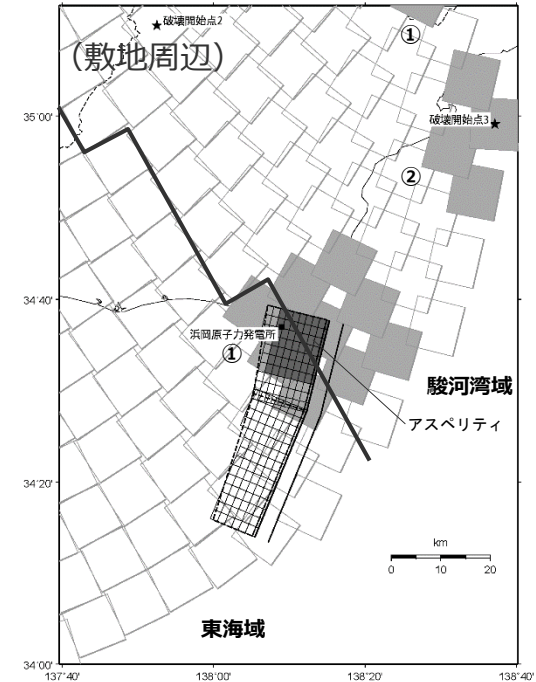 破壊開始点2
(敷地周辺)
①
35°00'
破壊開始点3
②
34°40'
浜岡原子力発電所
①
駿河湾域
アスペリティ
34°20'
km
0 10 20
東海域
34°00'
137°40' 138°00' 138°20' 138°40'